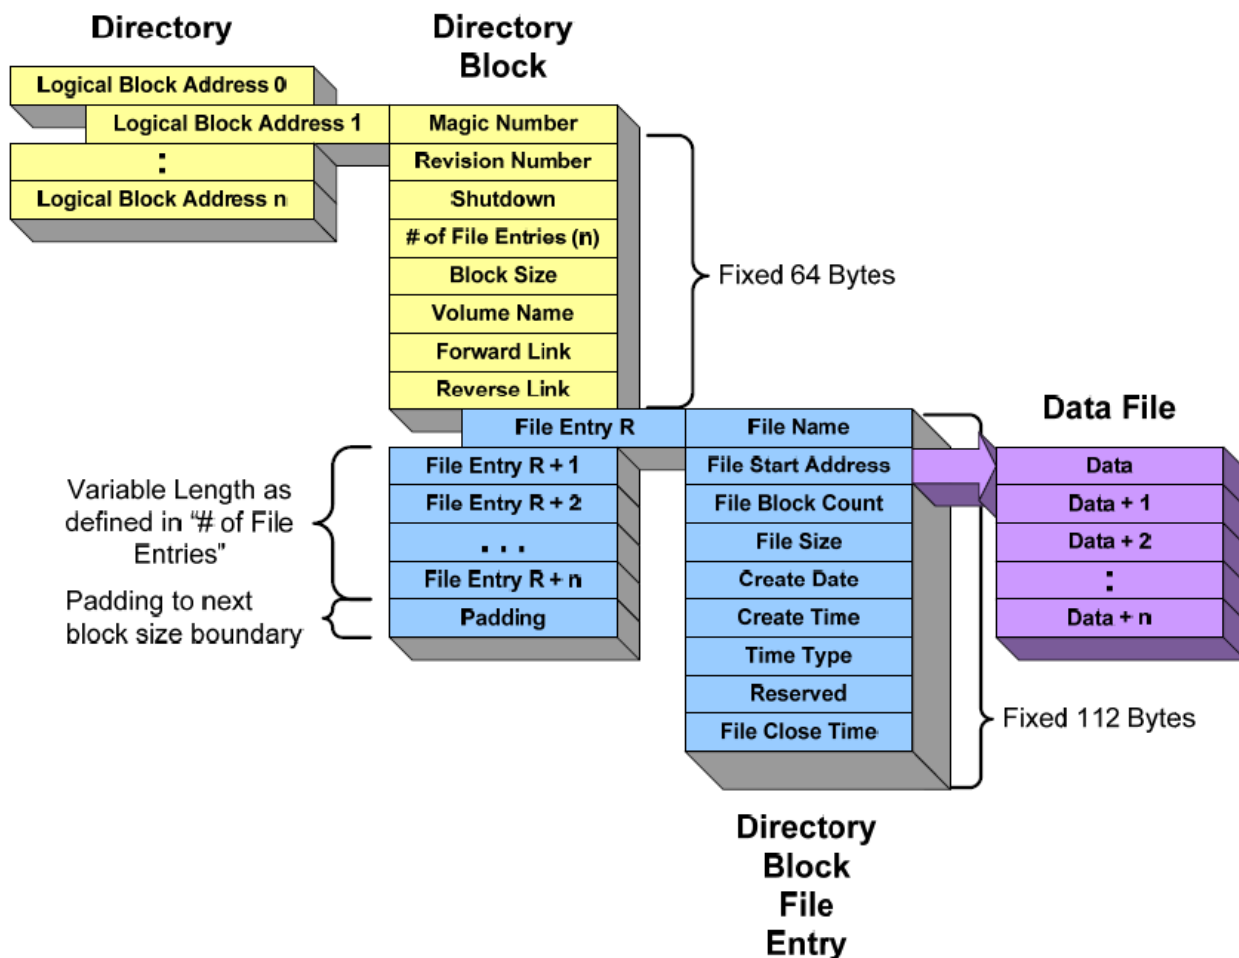 Directory
Directory
Block
Logical Block Address 0
Logical Block Address 1
:
Logical Block Address n
Magic Number
Revision Number
Shutdown
# of File Entries (n)
Block Size
Volume Name
Forward Link
Reverse Link
Fixed 64 Bytes
File Entry R
File Entry R + 1
File Entry R + 2
. . .
File Entry R + n
Padding
Variable Length as
defined in “# of File
Entries”
Padding to next
block size boundary
File Name
File Start Address
File Block Count
File Size
Create Date
Create Time
Time Type
Reserved
File Close Time
Fixed 112 Bytes
Directory
Block
File
Entry
Data File
Data
Data + 1
Data + 2
:
Data + n